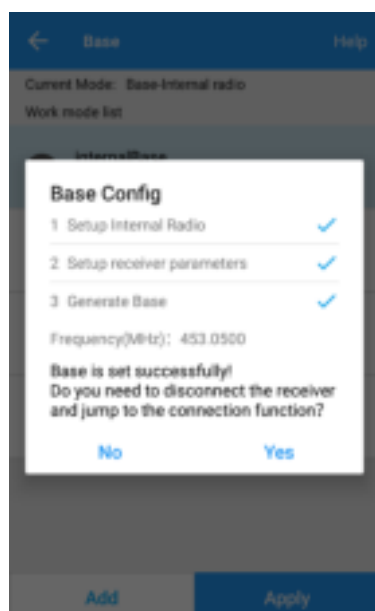 Base Help
Current Mode: Base-Internal radio
Work mode list
internalBase
Base Config
1 Setup Internal Radio
2 Setup receiver parameters
3 Generate Base
Frequency(MHz): 453.0500
Base is set successfully!
Do you need to disconnect the receiver
and jump to the connection function?
No Yes
Add Apply